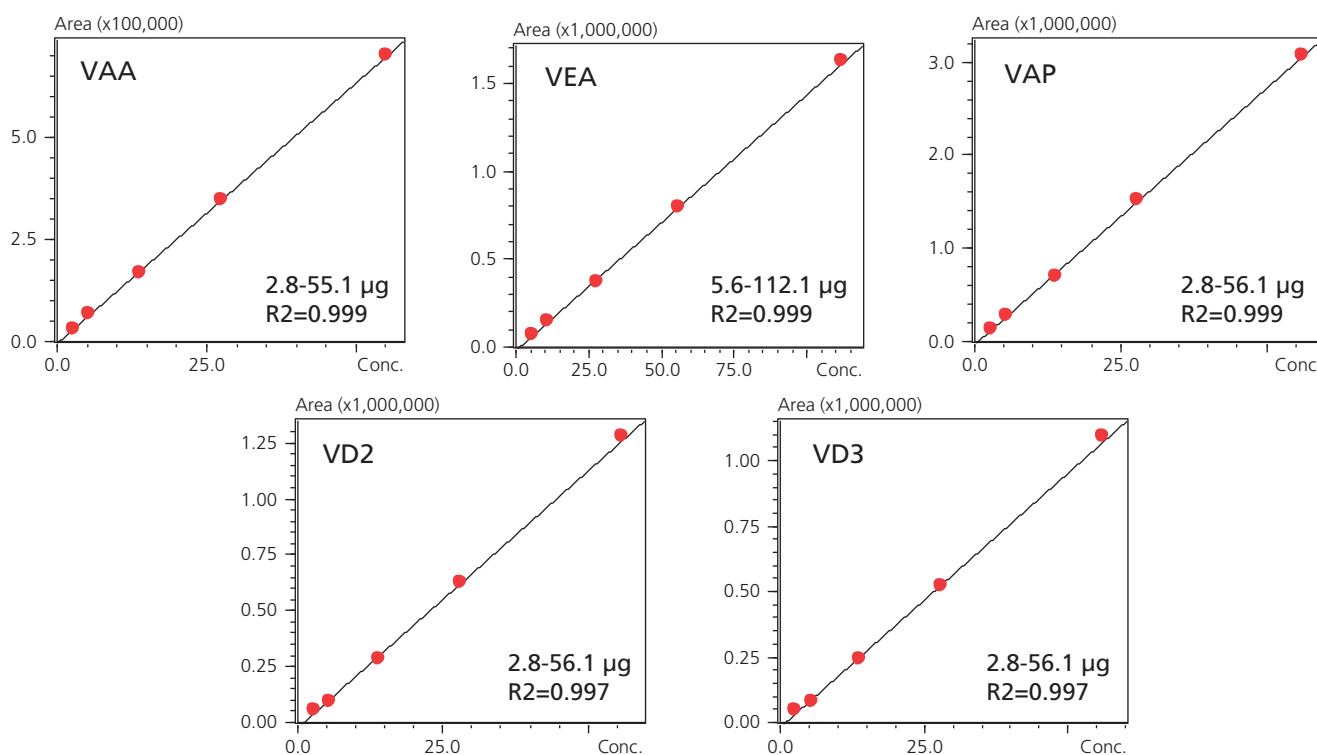 Area (x100,000)
VAA
5.0
2.5
0.0
2.8-55.1 µg
R2=0.999
0.0 25.0 Conc.
Area (x1,000,000)
VEA
1.5
1.0
0.5
0.0
5.6-112.1 µg
R2=0.999
0.0 25.0 50.0 75.0 Conc.
Area (x1,000,000)
VAP
3.0
2.0
1.0
0.0
2.8-56.1 µg
R2=0.999
0.0 25.0 Conc
Area (x1,000,000)
VD2
1.25
1.00
0.75
0.50
0.25
0.00
2.8-56.1 µg
R2=0.997
0.0 25.0 Conc.
Area (x1,000,000)
VD3
1.00
0.75
0.50
0.25
0.00
2.8-56.1 µg
R2=0.997
0.0 25.0 Conc.